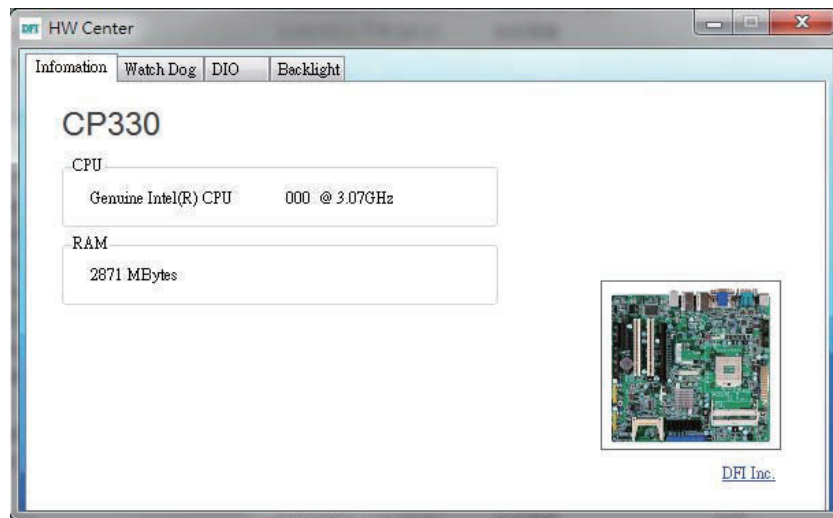 DFI HW Center
Infomation Watch Dog DIO Backlight
CP330
CPU
Genuine Intel(R) CPU 000 @ 3.07GHz
RAM
2871 MBytes
DFI Inc.